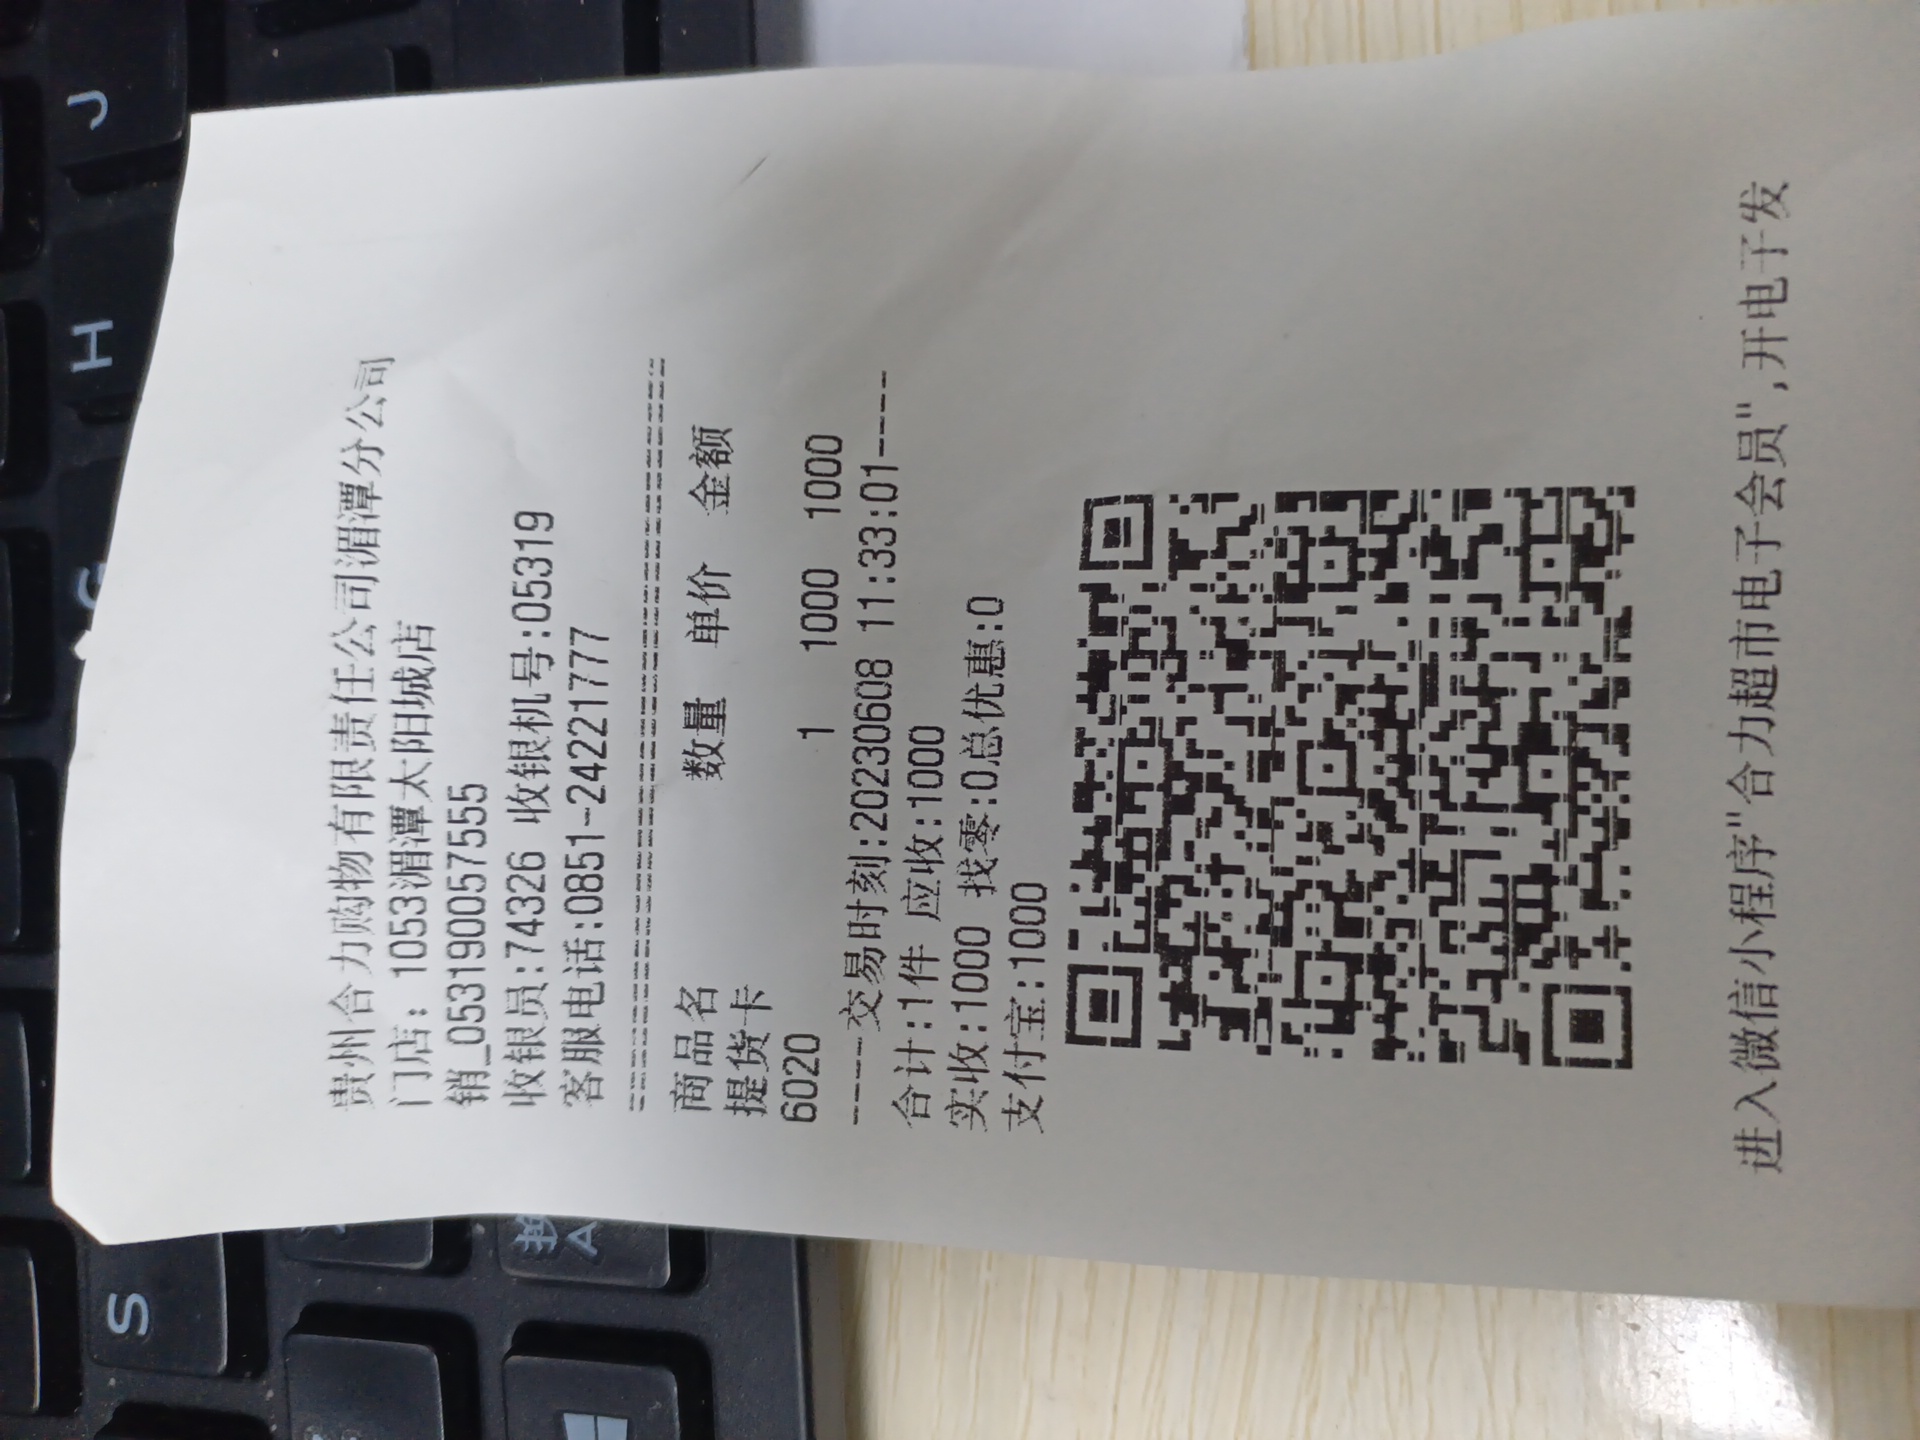 贵州合力购物有限责任公司湄潭分公司
门店: 1053湄潭太阳城店
销_053190057555
收银员:74326 收银机号:05319
客服电话:0851-24221777
商品名 数量 单价 金额
提货卡
6020 1 1000 1000
----交易时刻:20230608 11:33:01----
合计:1件 应收:1000
实收:1000 找零:0总优惠:0
支付宝:1000
进入微信小程序"合力超市电子会员",开电子发
J
H
G
S
A